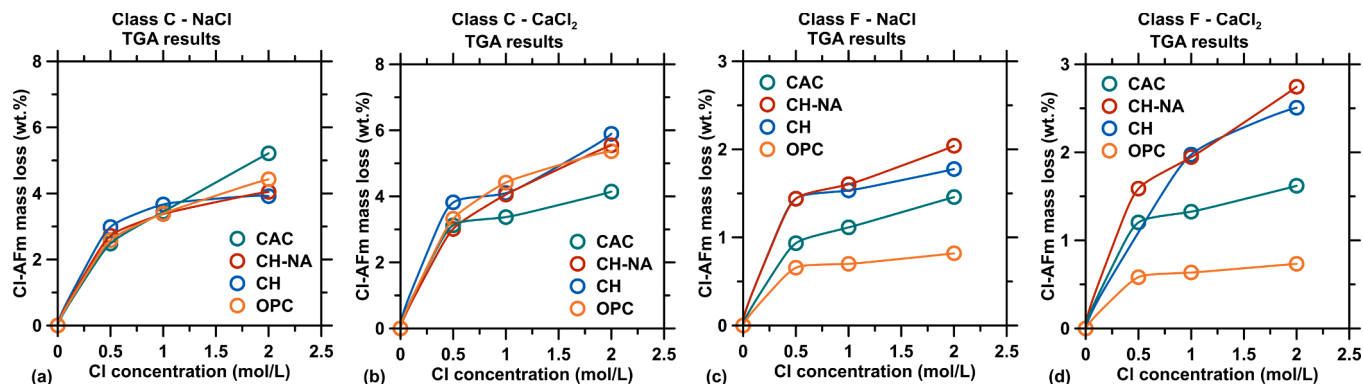 Class C - NaCl
TGA results
Cl-AFm mass loss (wt.%)
8
6
4
2
0
CAC
CH-NA
CH
OPC
0 0.5 1 1.5 2 2.5
(a) Cl concentration (mol/L)
Class C - CaCl₂
TGA results
Cl-AFm mass loss (wt.%)
8
6
4
2
0
CAC
CH-NA
CH
OPC
0 0.5 1 1.5 2 2.5
(b) Cl concentration (mol/L)
Class F - NaCl
TGA results
Cl-AFm mass loss (wt.%)
3
2
1
0
CAC
CH-NA
CH
OPC
0 0.5 1 1.5 2 2.5
(c) Cl concentration (mol/L)
Class F - CaCl₂
TGA results
Cl-AFm mass loss (wt.%)
3
2
1
0
CAC
CH-NA
CH
OPC
0 0.5 1 1.5 2 2.5
(d) Cl concentration (mol/L)